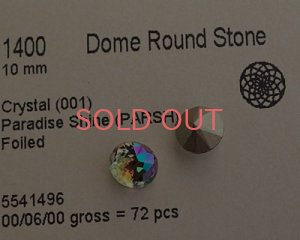 1400 Dome Round Stone
10 mm
Crystal (001)
Paradise Shine (PARSH)
Foiled
SOLD OUT
5541496
00/06/00 gross = 72 pcs